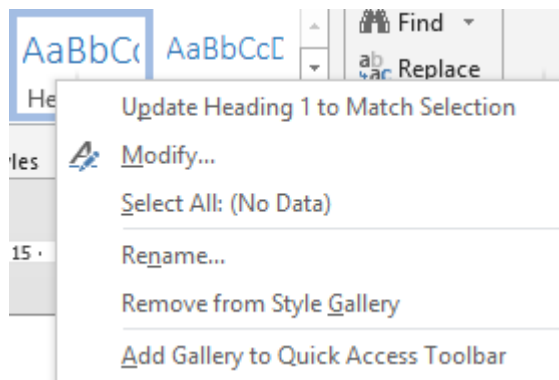 AaBbCc AaBbCcD
Find
Replace
He
Update Heading 1 to Match Selection
les
Modify...
Select All: (No Data)
15
Rename...
Remove from Style Gallery
Add Gallery to Quick Access Toolbar